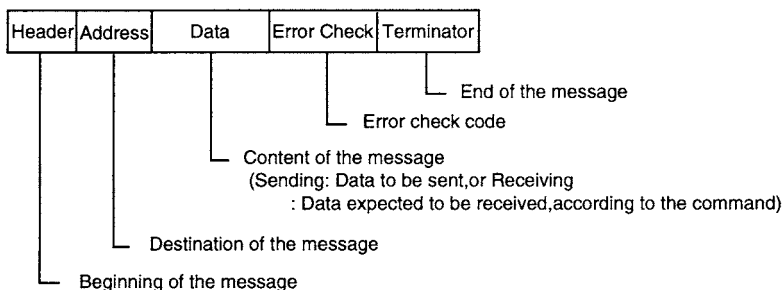 Header Address Data Error Check Terminator
End of the message
Error check code
Content of the message
(Sending: Data to be sent,or Receiving
: Data expected to be received,according to the command)
Destination of the message
Beginning of the message